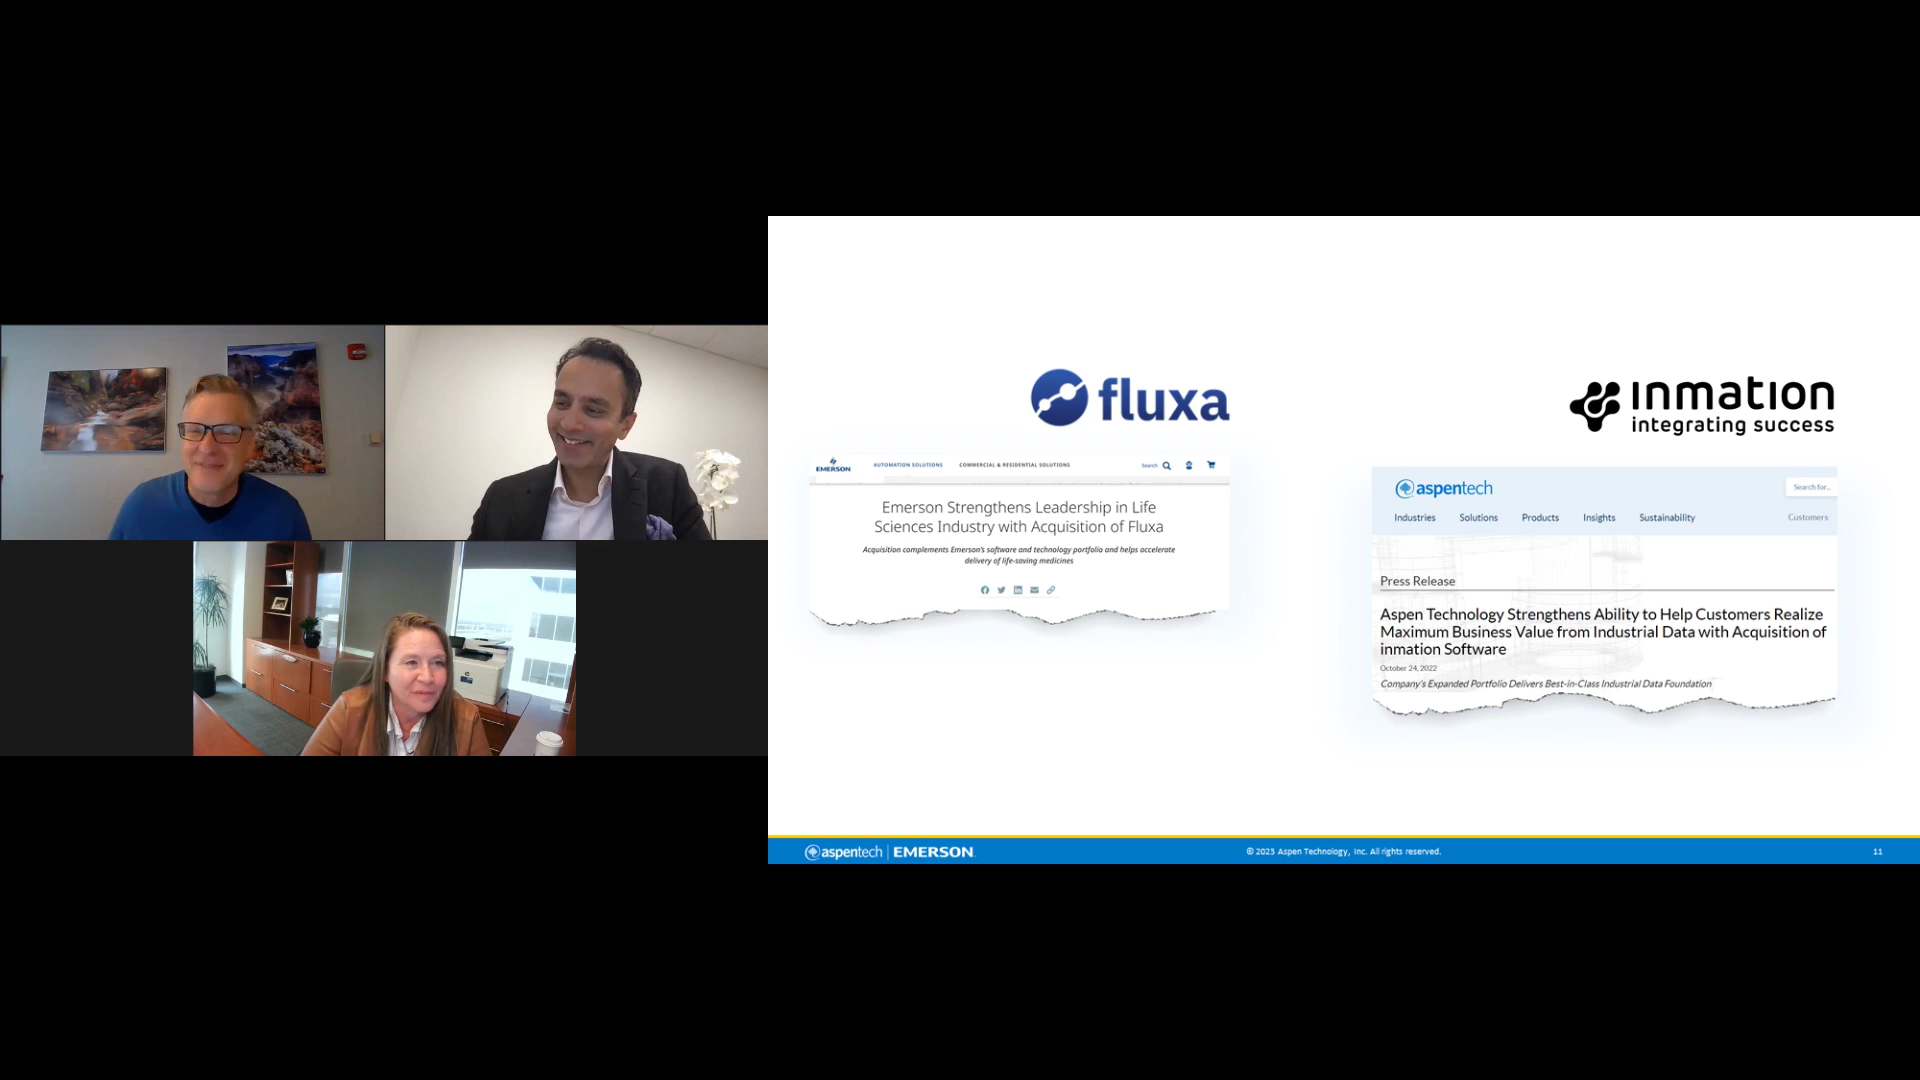 fluxa
EMERSON
AUTOMATION SOLUTIONS
COMMERCIAL & RESIDENTIAL SOLUTIONS
Search
Emerson Strengthens Leadership in Life
Sciences Industry with Acquisition of Fluxa
Acquisition complements Emerson's software and technology portfolio and helps accelerate
delivery of life-saving medicines
inmation
integrating success
aspentech
Search for...
Industries Solutions Products Insights Sustainability Customers
Press Release
Aspen Technology Strengthens Ability to Help Customers Realize
Maximum Business Value from Industrial Data with Acquisition of
inmation Software
October 24, 2022
Company's Expanded Portfolio Delivers Best-in-Class Industrial Data Foundation
aspentech | EMERSON
© 2023 Aspen Technology, Inc. All rights reserved.
11